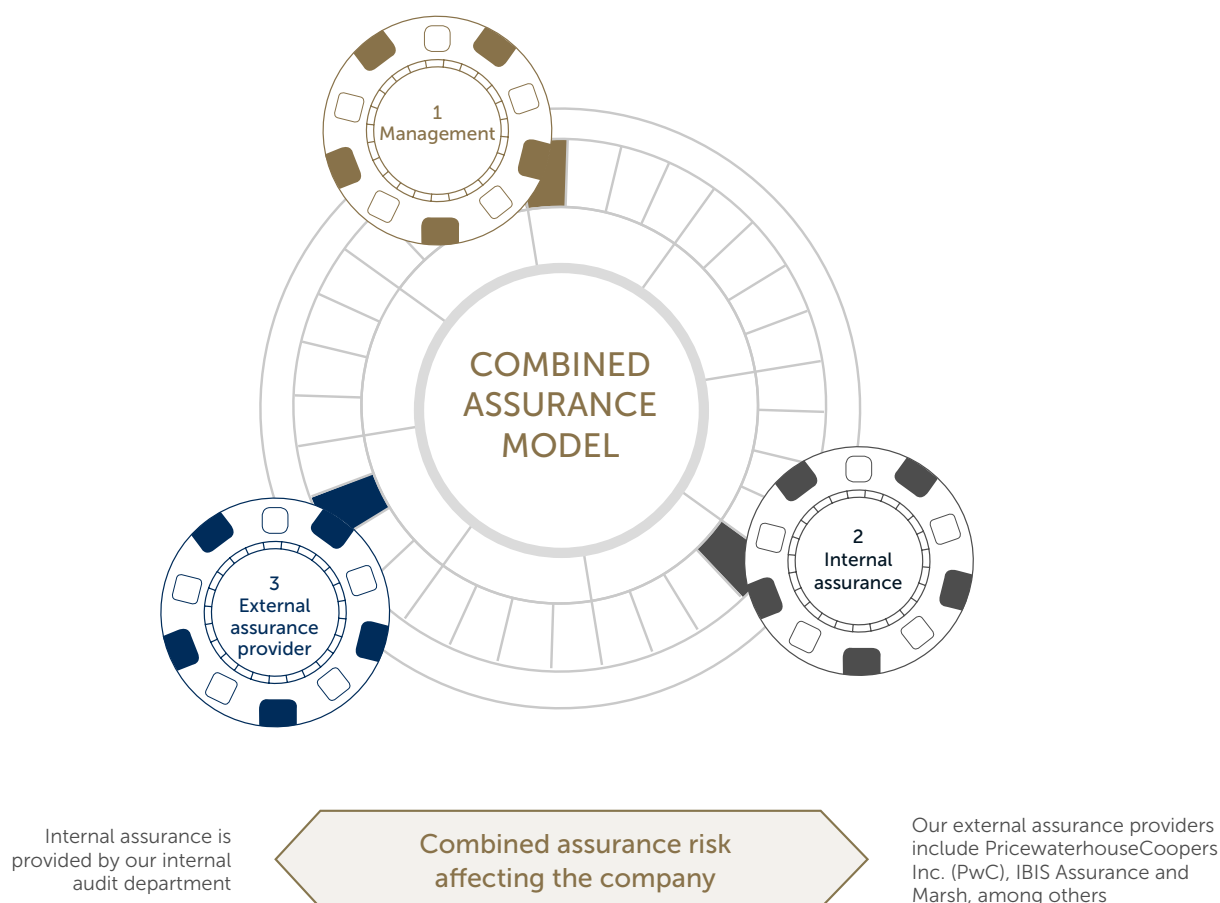 1
Management
COMBINED
ASSURANCE
MODEL
2
Internal
assurance
3
External
assurance
provider
Internal assurance is
provided by our internal
audit department
Combined assurance risk
affecting the company
Our external assurance providers
include PricewaterhouseCoopers
Inc. (PwC), IBIS Assurance and
Marsh, among others